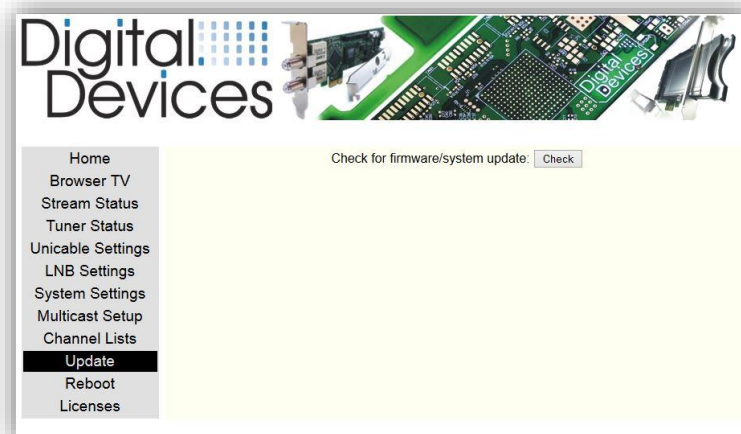 Digital
Devices
Digital
Devices
Home
Browser TV
Stream Status
Tuner Status
Unicable Settings
LNB Settings
System Settings
Multicast Setup
Channel Lists
Update
Reboot
Licenses
Check for firmware/system update: Check